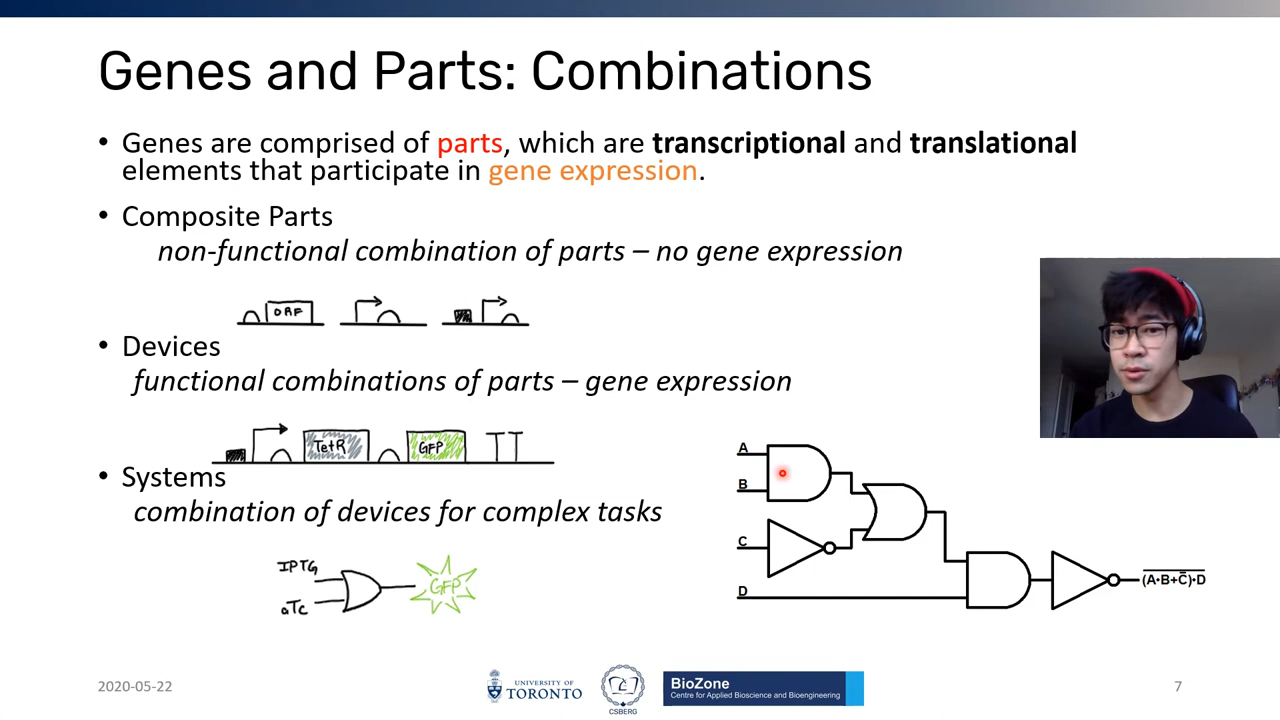 Genes and Parts: Combinations
• Genes are comprised of parts, which are transcriptional and translational
elements that participate in gene expression.
• Composite Parts
non-functional combination of parts – no gene expression
ORF
• Devices
functional combinations of parts – gene expression
TetR GFP
• Systems
combination of devices for complex tasks
IPTG
aTc
GFP
A
B
C
D
(A•B+C̅)•D
2020-05-22
UNIVERSITY OF
TORONTO
CSBERG
BioZone
Centre for Applied Bioscience and Bioengineering
7